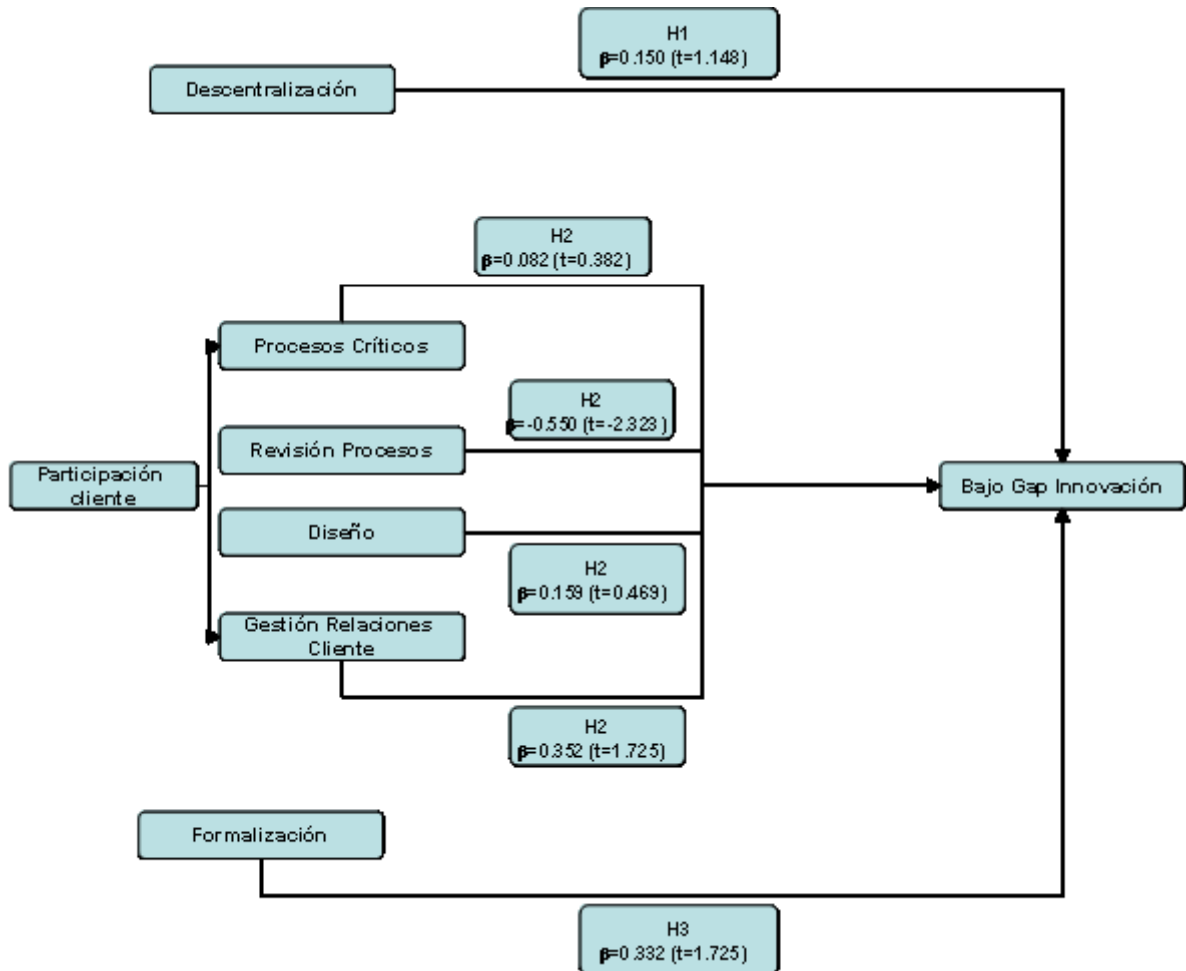 H1
β=0.150 (t=1.148)
Descentralización
H2
β=0.082 (t=0.382)
Procesos Críticos
H2
β=-0.550 (t=-2.323)
Revisión Procesos
Participación
cliente
Bajo Gap Innovación
Diseño
H2
β=0.159 (t=0.469)
Gestión Relaciones
Cliente
H2
β=0.352 (t=1.725)
Formalización
H3
β=0.332 (t=1.725)